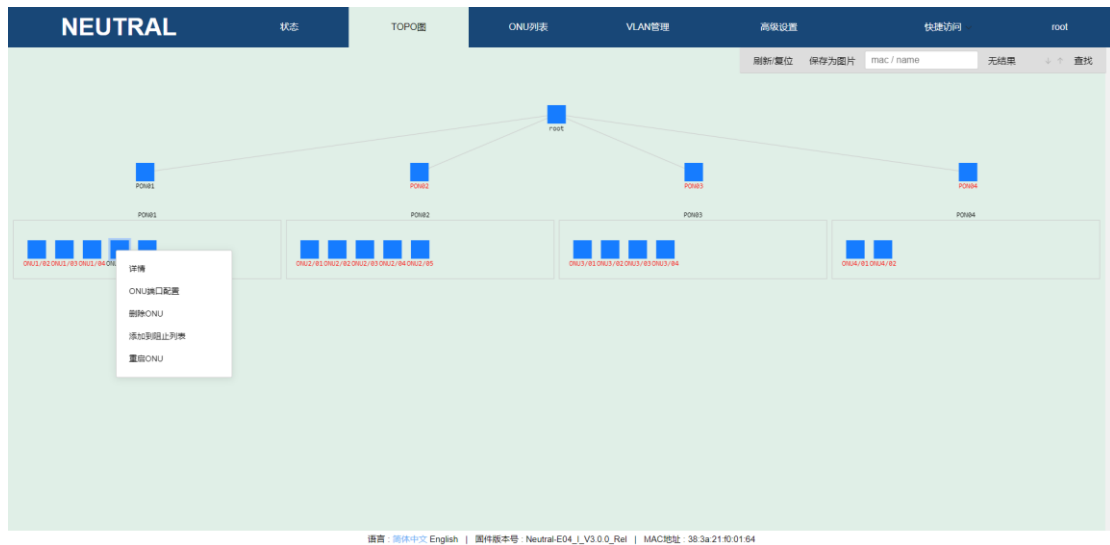 NEUTRAL 状态 TOPO图 ONU列表 VLAN管理 高级设置 快捷访问 root
刷新/复位 保存为图片 mac / name 无结果 ↓ ↑ 查找
root
PON01 PON02 PON03 PON04
PON01 PON02 PON03 PON04
ONU1/02 ONU1/03 ONU1/04 ONU2/01 ONU2/02 ONU2/03 ONU2/04 ONU2/05 ONU3/01 ONU3/02 ONU3/03 ONU3/04 ONU4/01 ONU4/02
详情
ONU端口配置
删除ONU
添加到阻止列表
重启ONU
语言 : 简体中文 English | 固件版本号 : Neutral-E04_I_V3.0.0_Rel | MAC地址 : 38:3a:21:f0:01:64